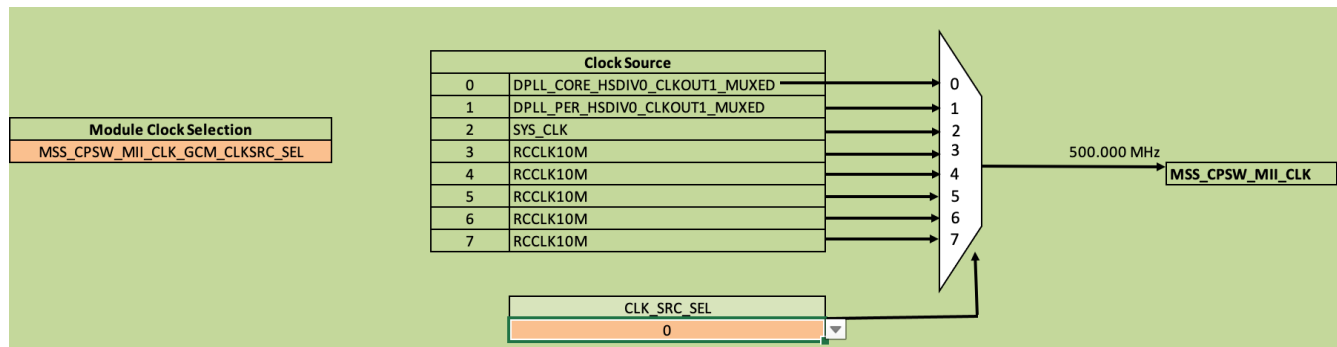 Module Clock Selection
MSS_CPSW_MII_CLK_GCM_CLKSRC_SEL
Clock Source
0 DPLL_CORE_HSDIV0_CLKOUT1_MUXED
1 DPLL_PER_HSDIV0_CLKOUT1_MUXED
2 SYS_CLK
3 RCCLK10M
4 RCCLK10M
5 RCCLK10M
6 RCCLK10M
7 RCCLK10M
CLK_SRC_SEL
0
0
1
2
3
4
5
6
7
500.000 MHz
MSS_CPSW_MII_CLK